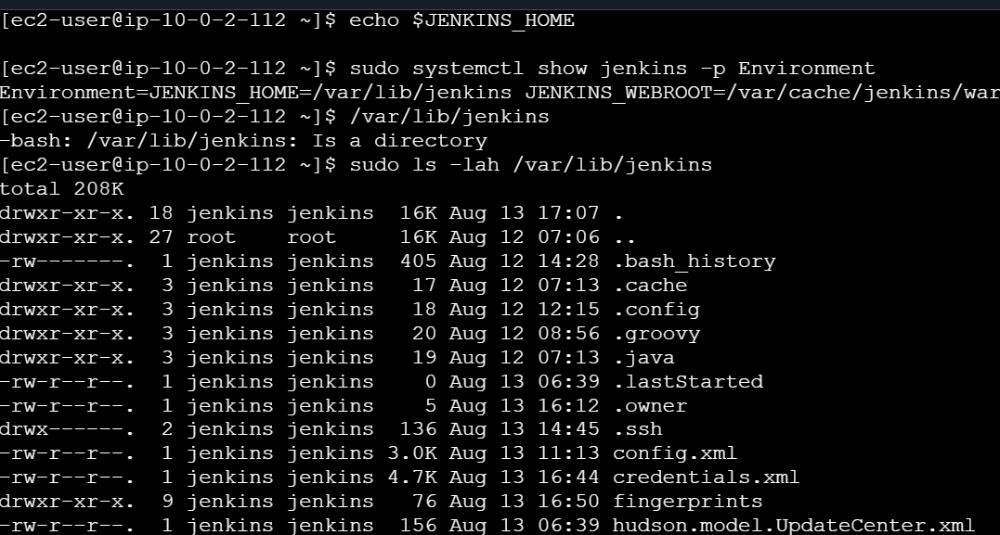 [ec2-user@ip-10-0-2-112 ~]$ echo $JENKINS_HOME
[ec2-user@ip-10-0-2-112 ~]$ sudo systemctl show jenkins -p Environment
Environment=JENKINS_HOME=/var/lib/jenkins JENKINS_WEBROOT=/var/cache/jenkins/war
[ec2-user@ip-10-0-2-112 ~]$ /var/lib/jenkins
-bash: /var/lib/jenkins: Is a directory
[ec2-user@ip-10-0-2-112 ~]$ sudo ls -lah /var/lib/jenkins
total 208K
drwxr-xr-x. 18 jenkins jenkins  16K Aug 13 17:07 .
drwxr-xr-x. 27 root    root     16K Aug 12 07:06 ..
-rw-------.  1 jenkins jenkins  405 Aug 12 14:28 .bash_history
drwxr-xr-x.  3 jenkins jenkins   17 Aug 12 07:13 .cache
drwxr-xr-x.  3 jenkins jenkins   18 Aug 12 12:15 .config
drwxr-xr-x.  3 jenkins jenkins   20 Aug 12 08:56 .groovy
drwxr-xr-x.  3 jenkins jenkins   19 Aug 12 07:13 .java
-rw-r--r--.  1 jenkins jenkins    0 Aug 13 06:39 .lastStarted
-rw-r--r--.  1 jenkins jenkins    5 Aug 13 16:12 .owner
drwx------.  2 jenkins jenkins  136 Aug 13 14:45 .ssh
-rw-r--r--.  1 jenkins jenkins 3.0K Aug 13 11:13 config.xml
-rw-r--r--.  1 jenkins jenkins 4.7K Aug 13 16:44 credentials.xml
drwxr-xr-x.  9 jenkins jenkins   76 Aug 13 16:50 fingerprints
-rw-r--r--.  1 jenkins jenkins  156 Aug 13 06:39 hudson.model.UpdateCenter.xml